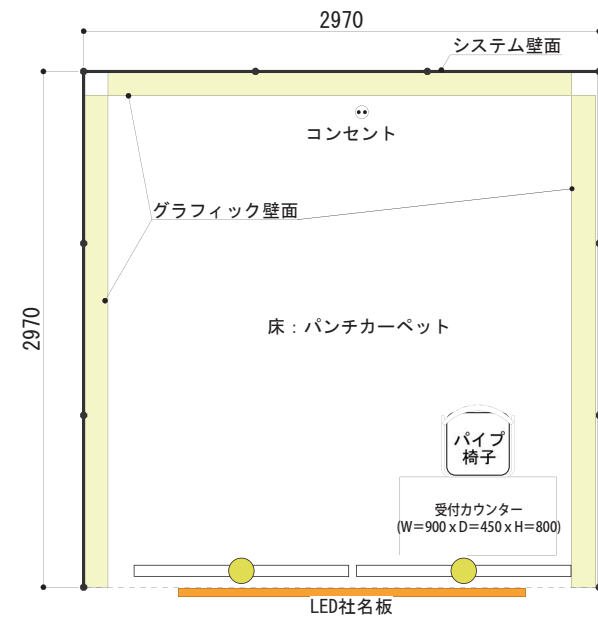 2970
システム壁面
コンセント
グラフィック壁面
2970
床：パンチカーペット
パイプ
椅子
受付カウンター
(W＝900 x D＝450 x H＝800)
LED社名板